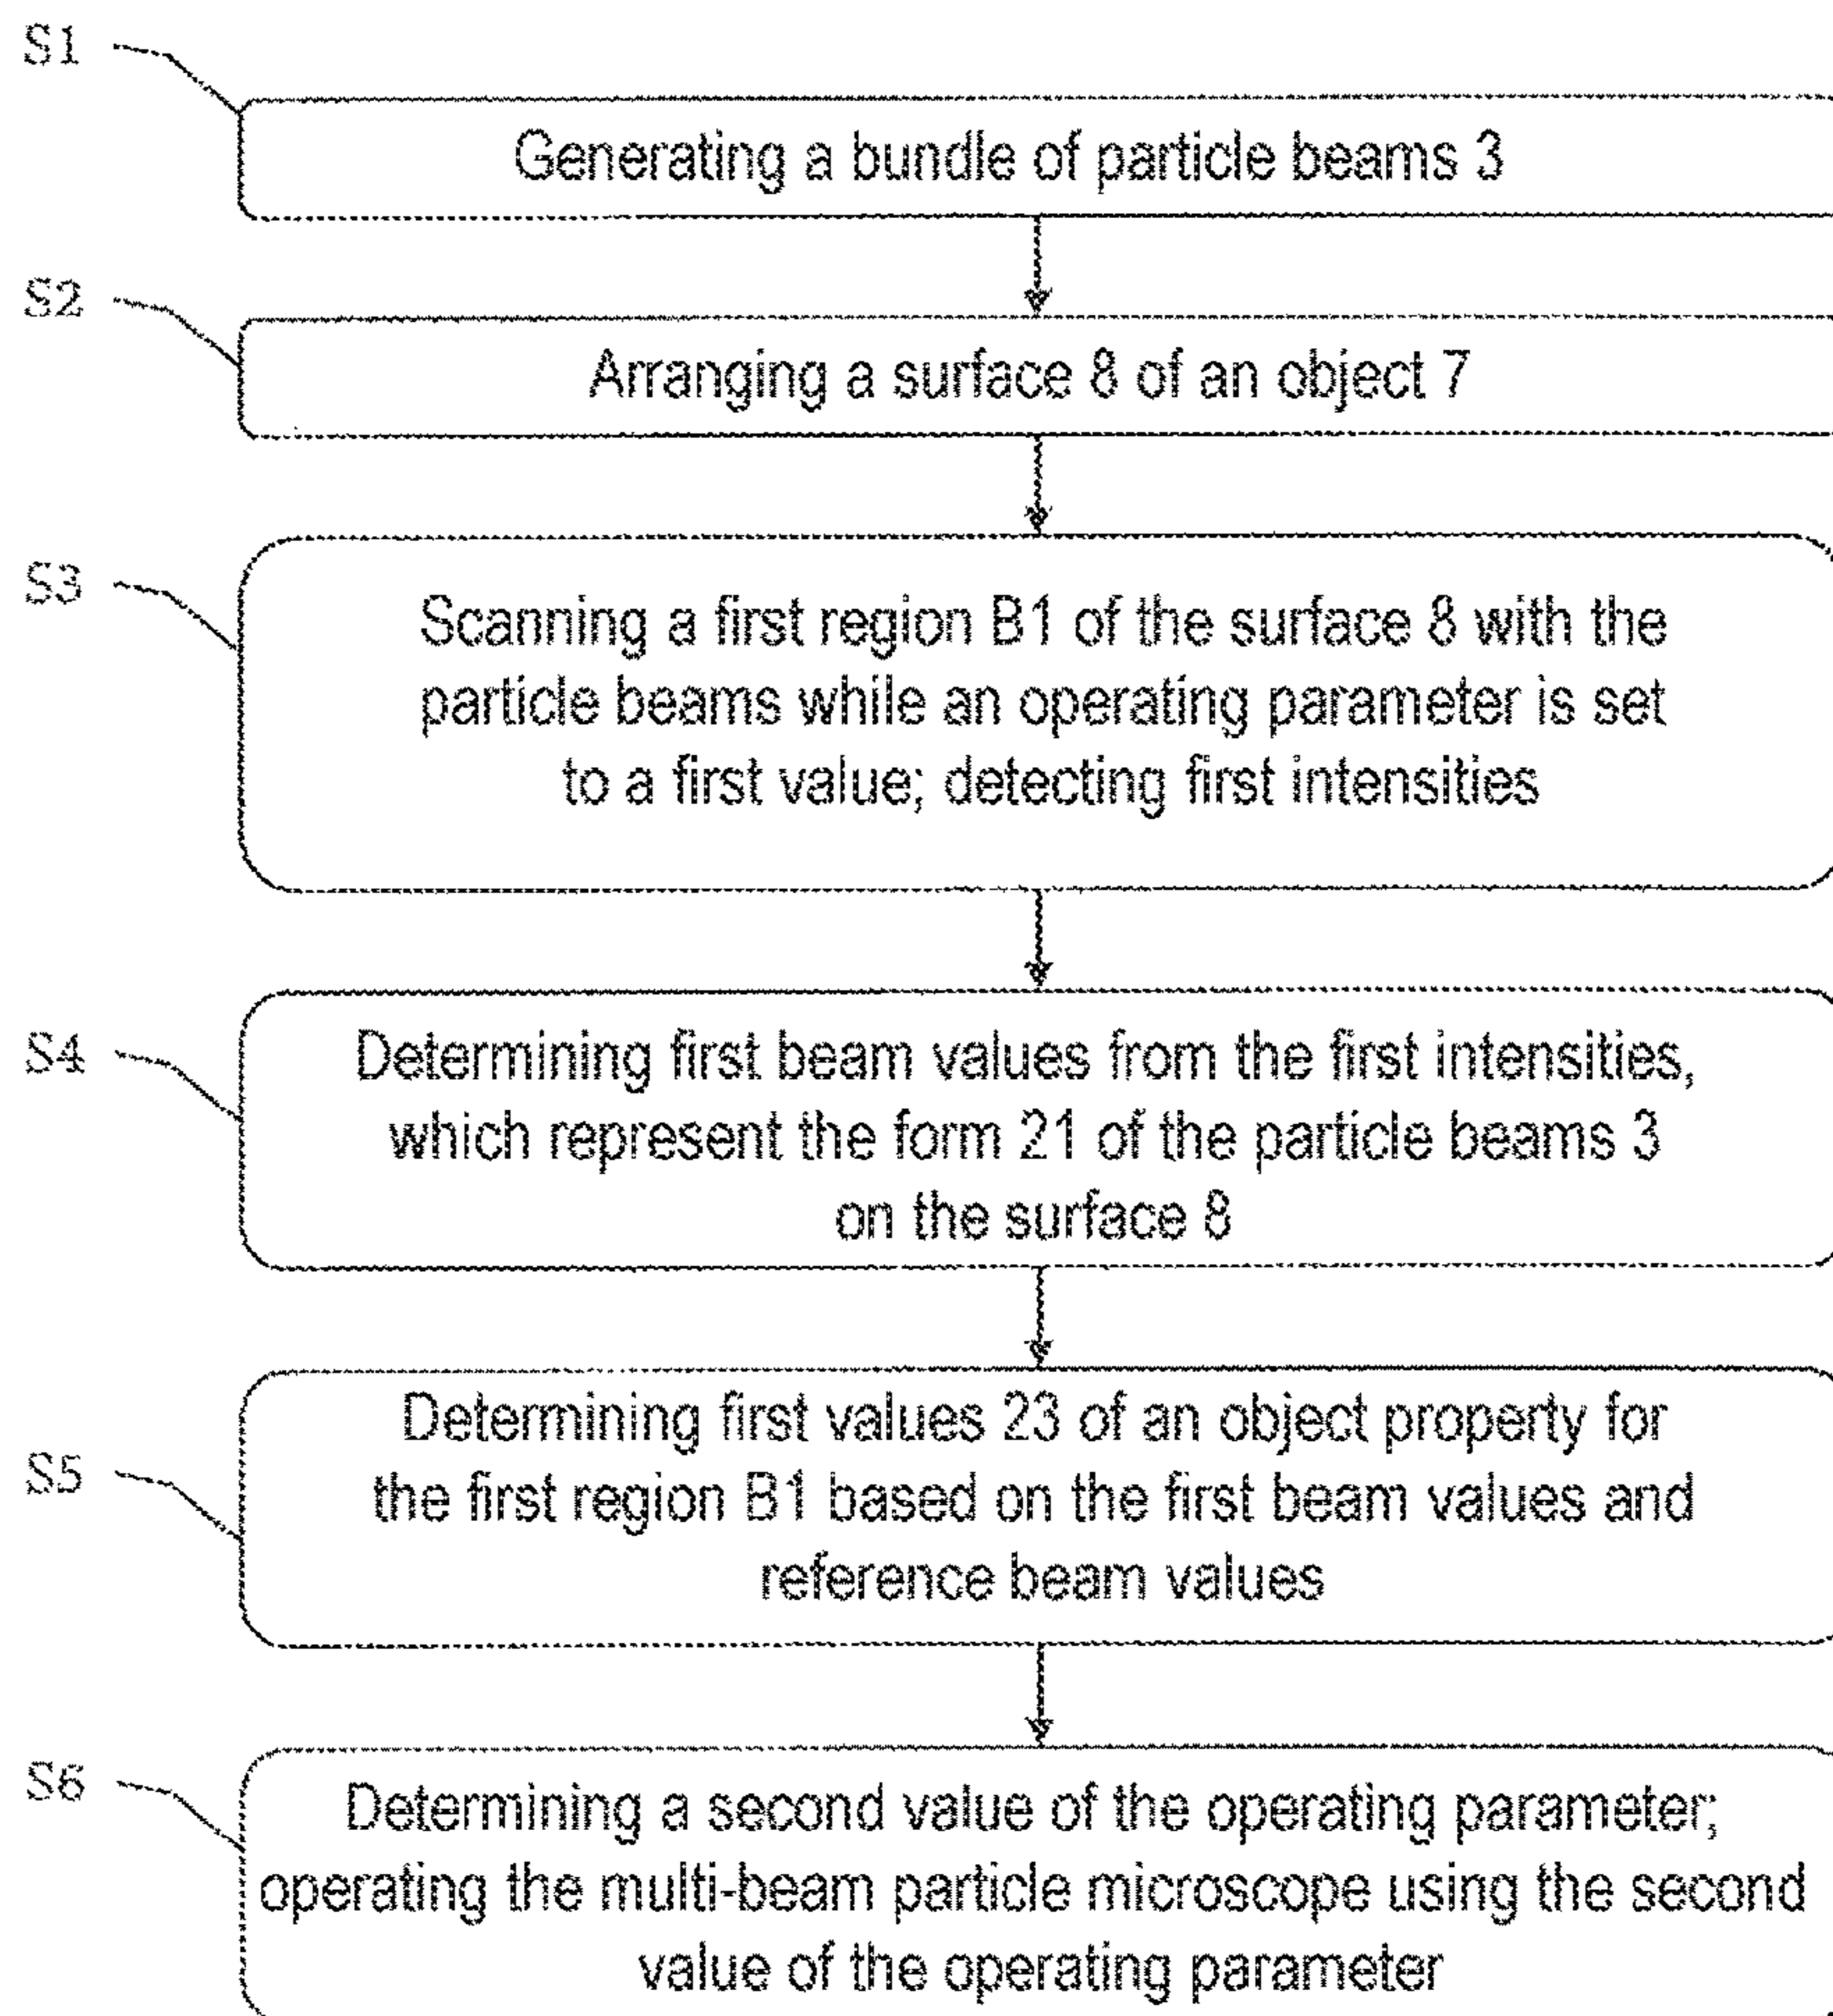 S1
Generating a bundle of particle beams 3
S2
Arranging a surface 8 of an object 7
S3
Scanning a first region B1 of the surface 8 with the
particle beams while an operating parameter is set
to a first value; detecting first intensities
S4
Determining first beam values from the first intensities,
which represent the form 21 of the particle beams 3
on the surface 8
S5
Determining first values 23 of an object property for
the first region B1 based on the first beam values and
reference beam values
S6
Determining a second value of the operating parameter;
operating the multi-beam particle microscope using the second
value of the operating parameter